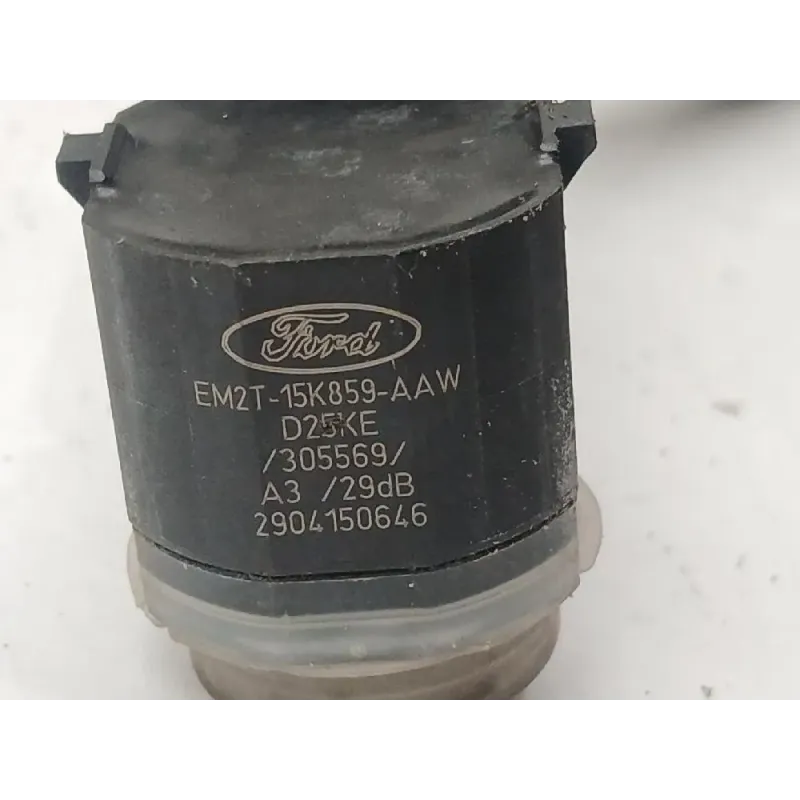 Ford
EM2T-15K859-AAW
D25KE
/305569/
A3 /29dB
2904150646